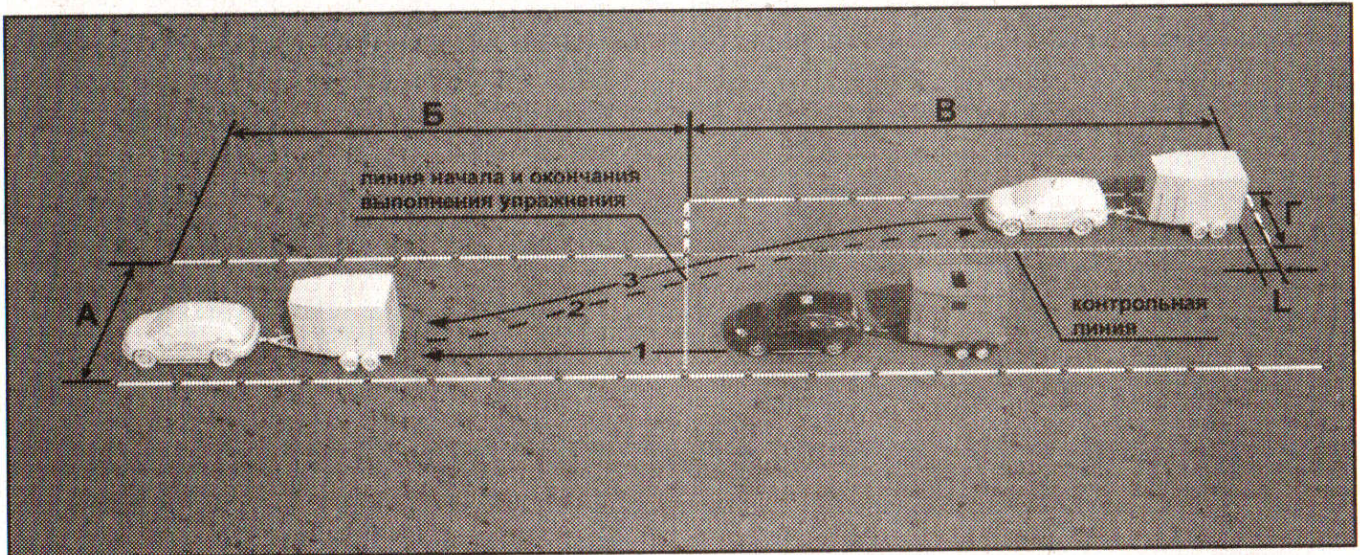 Б
В
линия начала и окончания
выполнения упражнения
Г
А
3
2
1
L
контрольная
линия